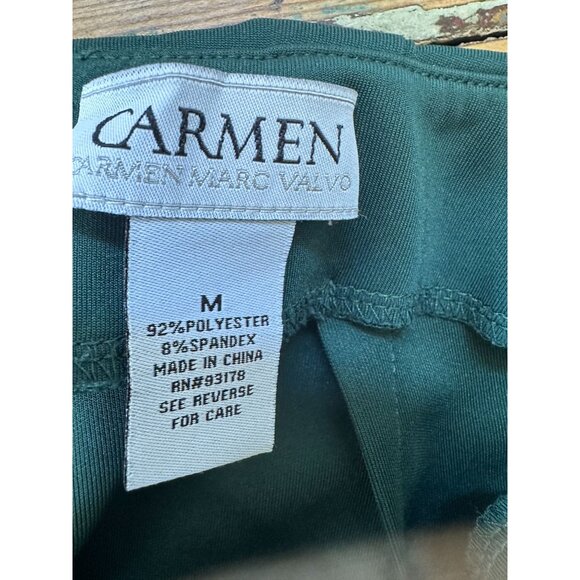 CARMEN
CARMEN MARC VALVO
M
92%POLYESTER
8%SPANDEX
MADE IN CHINA
RN#93178
SEE REVERSE
FOR CARE